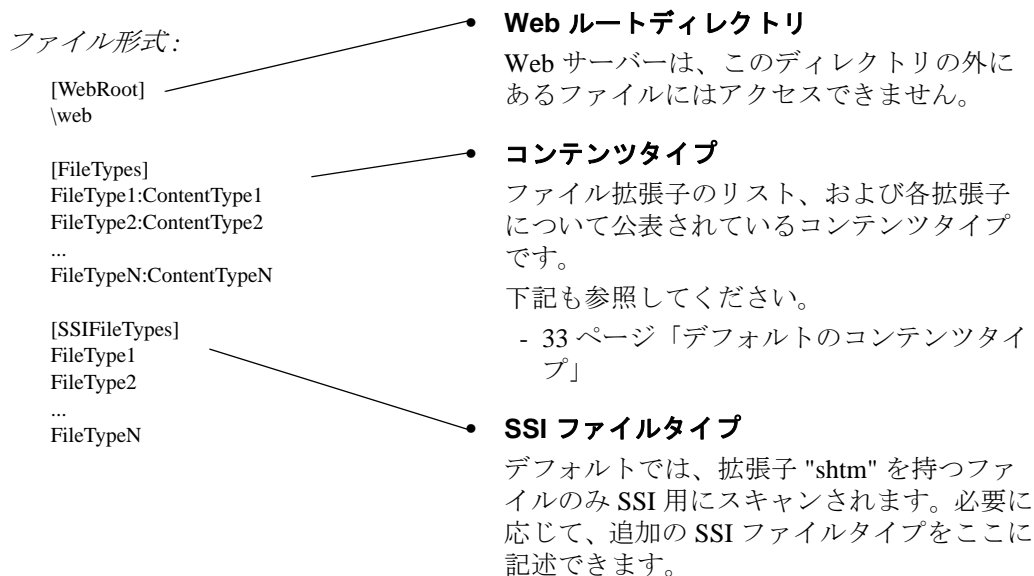 ファイル形式:
[WebRoot]
\web
[FileTypes]
FileType1:ContentType1
FileType2:ContentType2
...
FileTypeN:ContentTypeN
[SSIFileTypes]
FileType1
FileType2
...
FileTypeN
• Web ルートディレクトリ
Web サーバーは、このディレクトリの外に
あるファイルにはアクセスできません。
• コンテンツタイプ
ファイル拡張子のリスト、および各拡張子
について公表されているコンテンツタイプ
です。
下記も参照してください。
- 33 ページ「デフォルトのコンテンツタイ
プ」
• SSI ファイルタイプ
デフォルトでは、拡張子 "shtm" を持つファ
イルのみ SSI 用にスキャンされます。必要に
応じて、追加の SSI ファイルタイプをここに
記述できます。